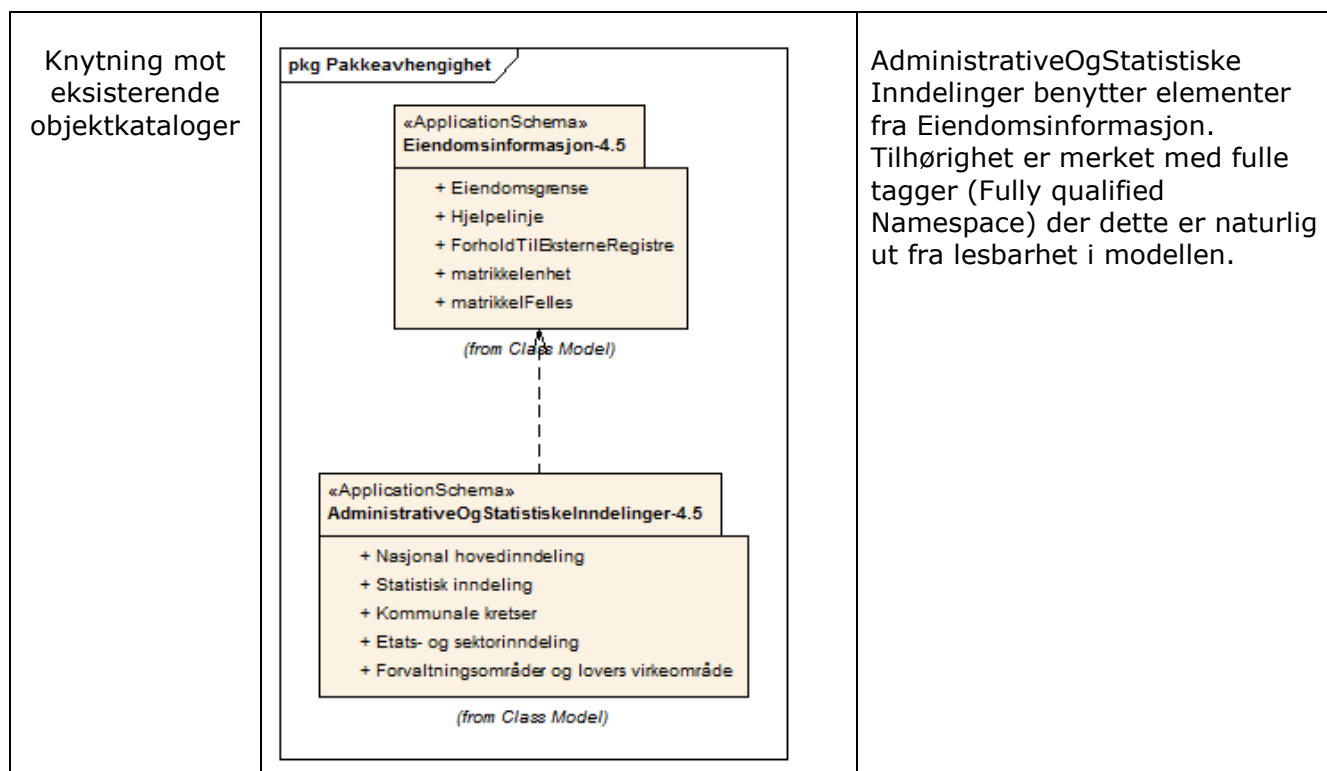 Knytning mot
eksisterende
objektkataloger
pkg Pakkeavhengighet
«ApplicationSchema»
Eiendomsinformasjon-4.5
+ Eiendomsgrense
+ Hjelpelinje
+ ForholdTilEksterneRegistre
+ matrikkelenhet
+ matrikkelFelles
(from Class Model)
«ApplicationSchema»
AdministrativeOgStatistiskeInndelinger-4.5
+ Nasjonal hovedinndeling
+ Statistisk inndeling
+ Kommunale kretser
+ Etats- og sektorinndeling
+ Forvaltningsområder og lovers virkeområde
(from Class Model)
AdministrativeOgStatistiske
Inndelinger benytter elementer
fra Eiendomsinformasjon.
Tilhørighet er merket med fulle
tagger (Fully qualified
Namespace) der dette er naturlig
ut fra lesbarhet i modellen.